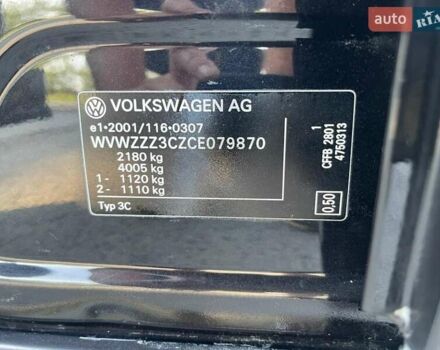 auto RIA
VOLKSWAGEN AG
e1*2001/116*0307
WVWZZZ3CZCE079870
2180 kg
4005 kg
1 - 1120 kg
2 - 1110 kg
Typ 3C
1
CFFB 2801
4750313
0,50